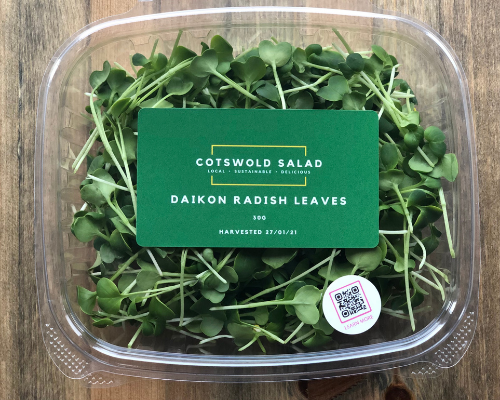 COTSWOLD SALAD
LOCAL · SUSTAINABLE · DELICIOUS
DAIKON RADISH LEAVES
30G
HARVESTED 27/01/21